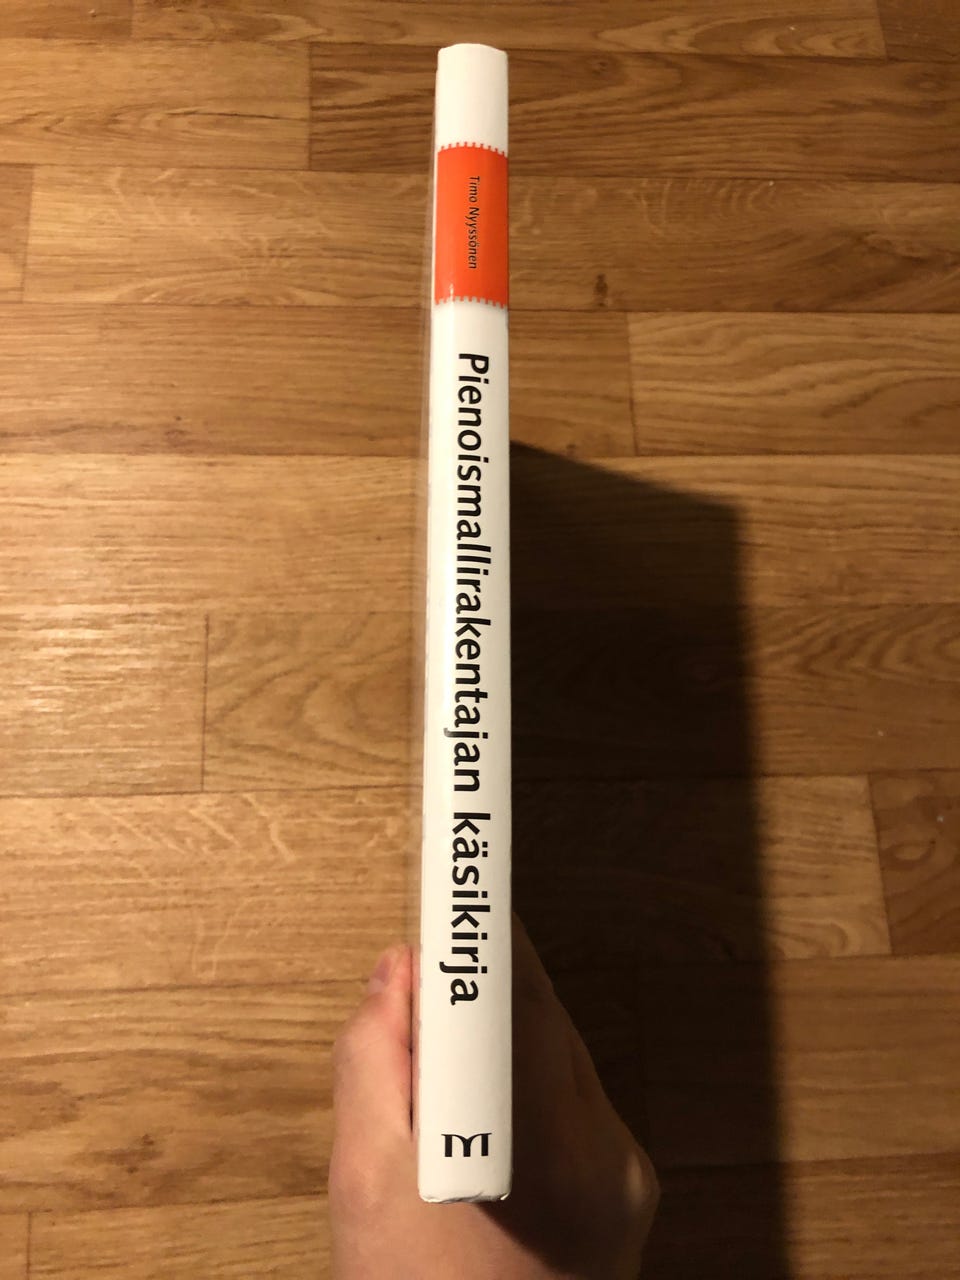 Timo Nyyssönen
Pienoismallirakentajan käsikirja
M